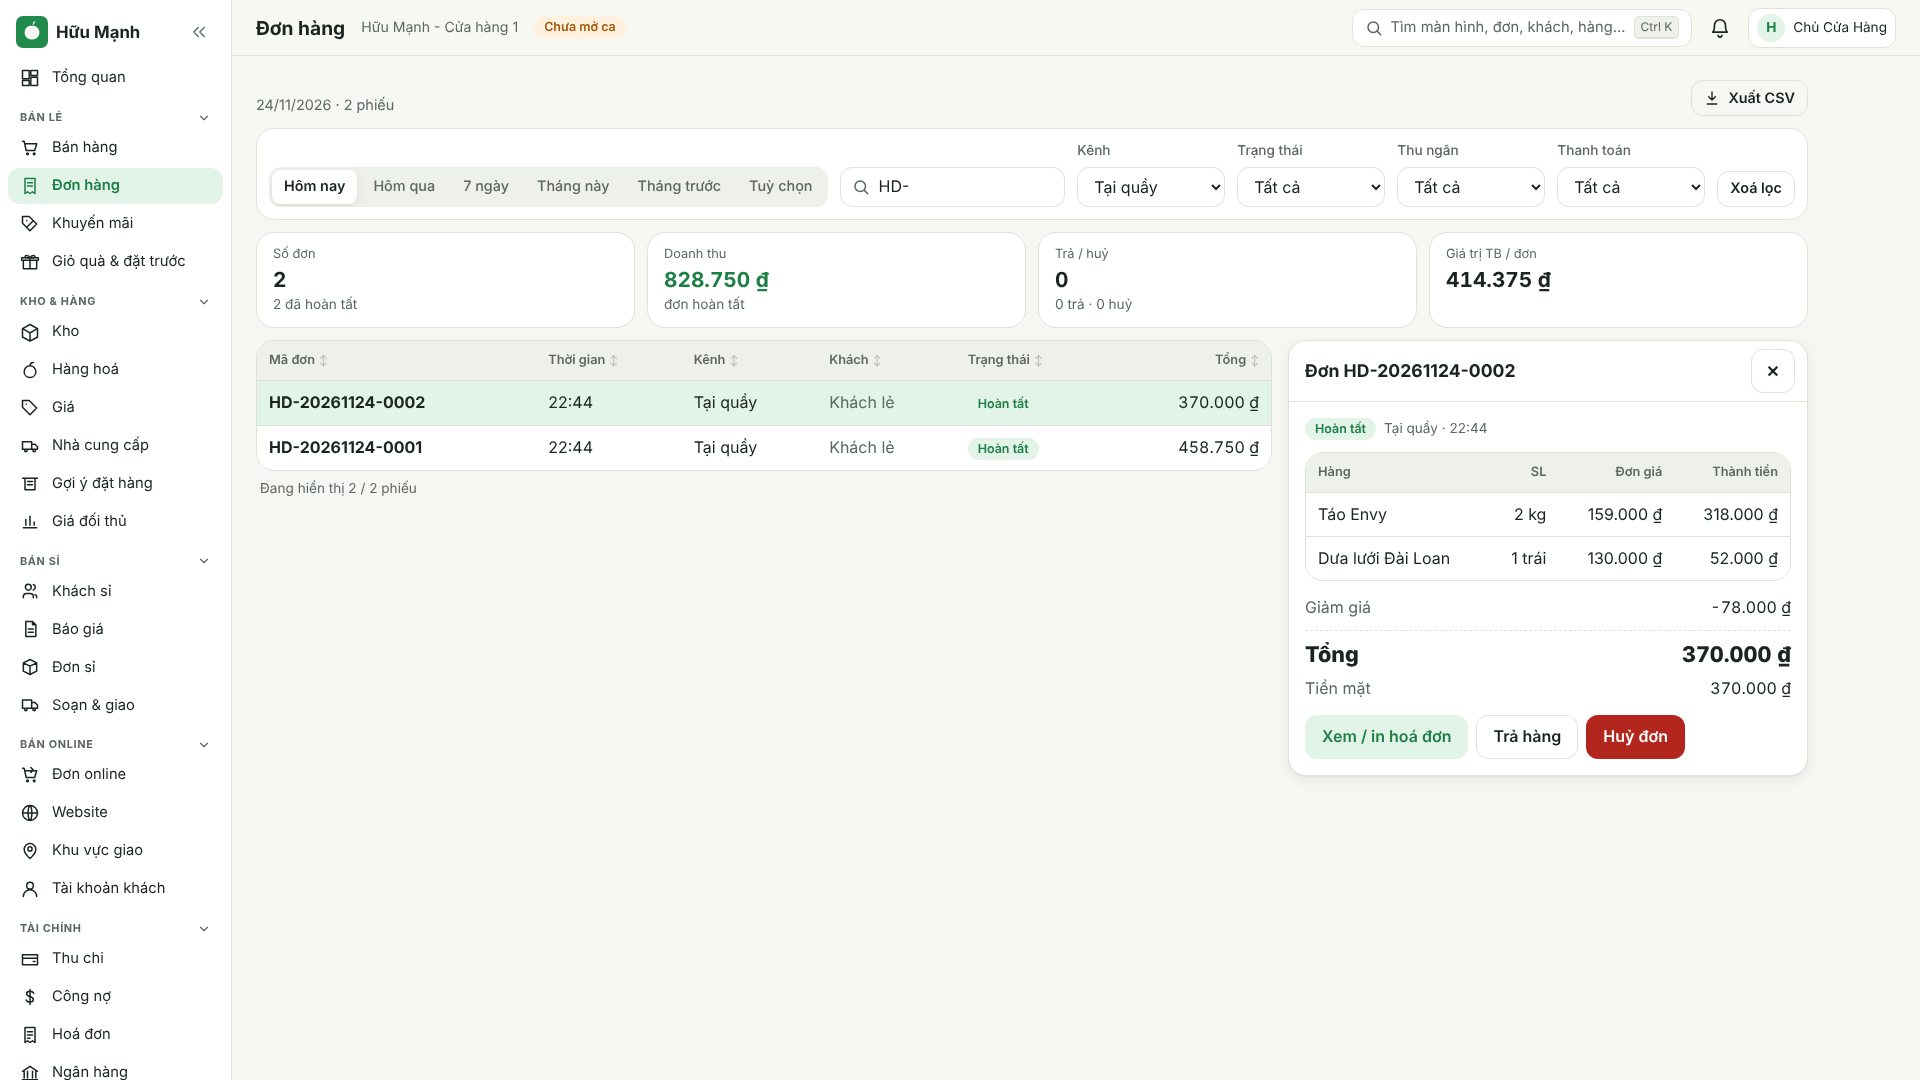 Hữu Mạnh
Tổng quan
BÁN LẺ
Bán hàng
Đơn hàng
Khuyến mãi
Giỏ quà & đặt trước
KHO & HÀNG
Kho
Hàng hoá
Giá
Nhà cung cấp
Gợi ý đặt hàng
Giá đối thủ
BÁN SỈ
Khách sỉ
Báo giá
Đơn sỉ
Soạn & giao
BÁN ONLINE
Đơn online
Website
Khu vực giao
Tài khoản khách
TÀI CHÍNH
Thu chi
Công nợ
Hoá đơn
Ngân hàng
Đơn hàng Hữu Mạnh - Cửa hàng 1 Chưa mở ca Tìm màn hình, đơn, khách, hàng... Ctrl K H Chủ Cửa Hàng
24/11/2026 · 2 phiếu Xuất CSV
Kênh Trạng thái Thu ngân Thanh toán
Hôm nay Hôm qua 7 ngày Tháng này Tháng trước Tuỳ chọn HD- Tại quầy Tất cả Tất cả Tất cả Xoá lọc
Số đơn
2
2 đã hoàn tất
Doanh thu
828.750 ₫
đơn hoàn tất
Trả / huỷ
0
0 trả · 0 huỷ
Giá trị TB / đơn
414.375 ₫
Mã đơn Thời gian Kênh Khách Trạng thái Tổng
HD-20261124-0002 22:44 Tại quầy Khách lẻ Hoàn tất 370.000 ₫
HD-20261124-0001 22:44 Tại quầy Khách lẻ Hoàn tất 458.750 ₫
Đang hiển thị 2 / 2 phiếu
Đơn HD-20261124-0002
Hoàn tất Tại quầy · 22:44
Hàng SL Đơn giá Thành tiền
Táo Envy 2 kg 159.000 ₫ 318.000 ₫
Dưa lưới Đài Loan 1 trái 130.000 ₫ 52.000 ₫
Giảm giá -78.000 ₫
Tổng 370.000 ₫
Tiền mặt 370.000 ₫
Xem / in hoá đơn Trả hàng Huỷ đơn